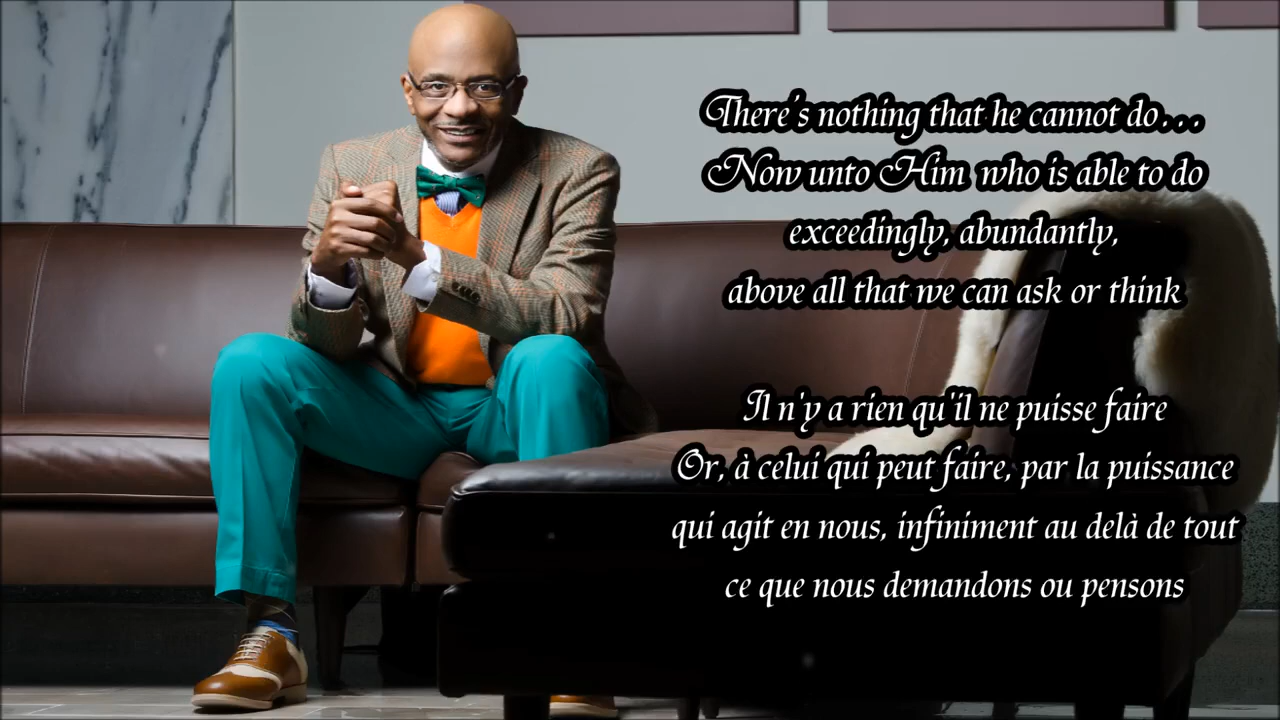 There's nothing that he cannot do...
Now unto Him who is able to do
exceedingly, abundantly,
above all that we can ask or think
Il n'y a rien qu'il ne puisse faire
Or, à celui qui peut faire, par la puissance
qui agit en nous, infiniment au delà de tout
ce que nous demandons ou pensons